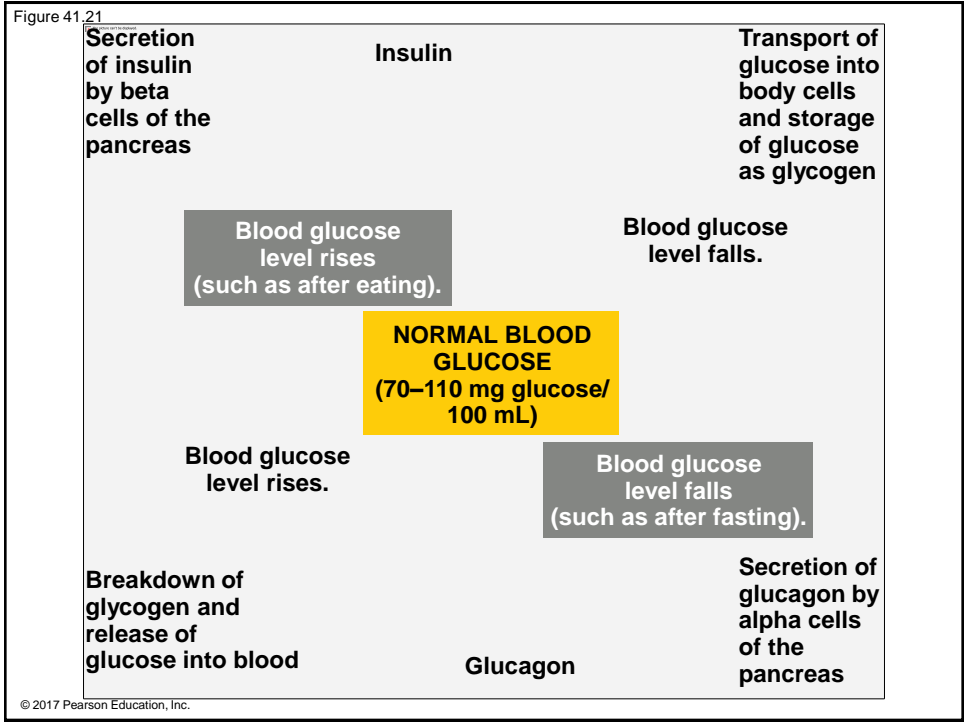 Figure 41.21
Secretion
of insulin
by beta
cells of the
pancreas
Insulin
Transport of
glucose into
body cells
and storage
of glucose
as glycogen
Blood glucose
level rises
(such as after eating).
Blood glucose
level falls.
NORMAL BLOOD
GLUCOSE
(70–110 mg glucose/
100 mL)
Blood glucose
level rises.
Blood glucose
level falls
(such as after fasting).
Breakdown of
glycogen and
release of
glucose into blood
Glucagon
Secretion of
glucagon by
alpha cells
of the
pancreas
© 2017 Pearson Education, Inc.